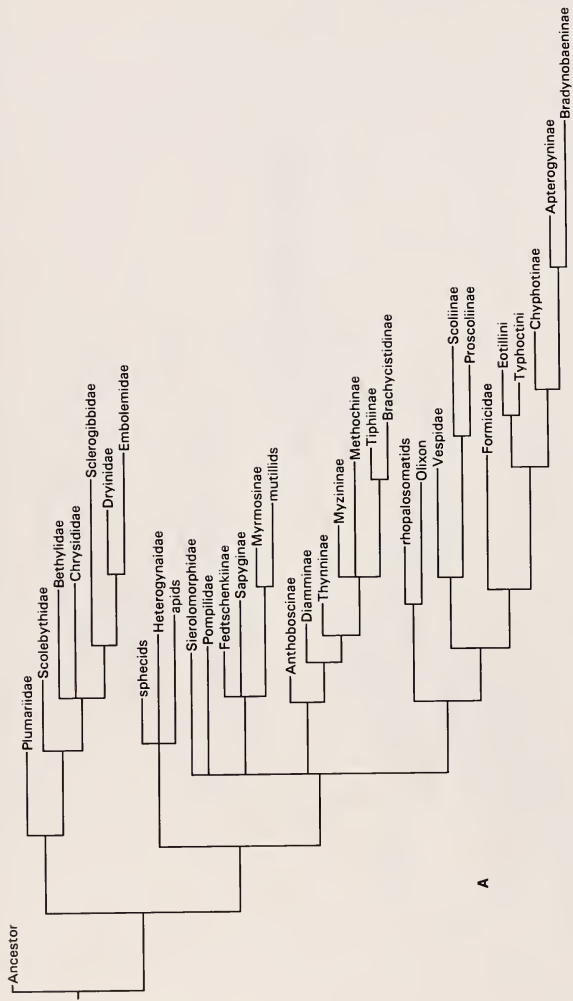 Ancestor
Plumariidae
Scolebythidae
Bethylidae
Chrysididae
Sclerogibbidae
Dryinidae
Embolemidae
sphecids
Heterogynaidae
apids
Sierolomorphidae
Pompilidae
Fedtschenkiinae
Sapyginae
Myrmosinae
mutillids
Anthoboscinae
Diamminae
Thynninae
Myzininae
Methochinae
Tiphiinae
Brachycistidinae
rhopalosomatids
Olixon
Vespidae
Scoliinae
Proscoliinae
Formicidae
Eotillini
Typhoctini
Chyphotinae
Apterogyninae
Bradynobaeninae
A